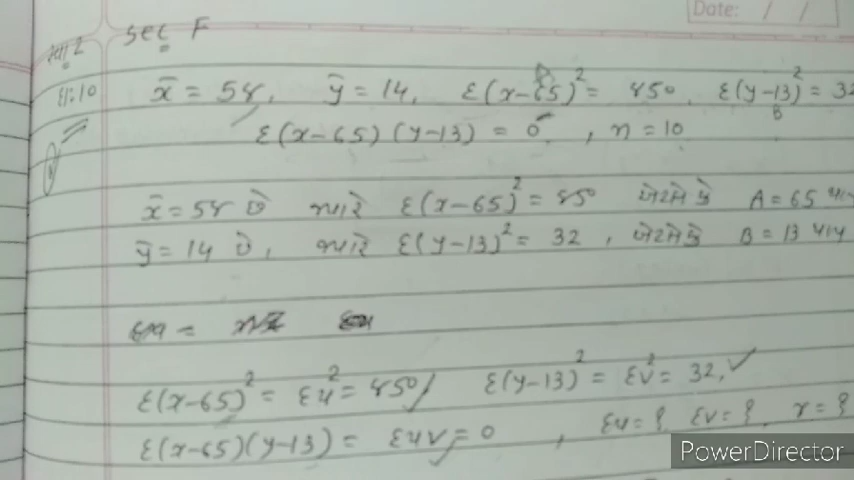 Date: / /
Sec F
x̄ = 54, ȳ = 14, Σ(x-65)² = 450, Σ(y-13)² = 32
Σ(x-65)(y-13) = 0, n = 10
x̄ = 54 છે Σ(x-65)² = 450 એટલે કે A = 65
ȳ = 14 છે, Σ(y-13)² = 32, એટલે કે B = 13
Σ(x-65)² = Σu² = 450 Σ(y-13)² = Σv² = 32,
Σ(x-65)(y-13) = Σuv = 0, Σu = ? Σv = ? r = ?
PowerDirector